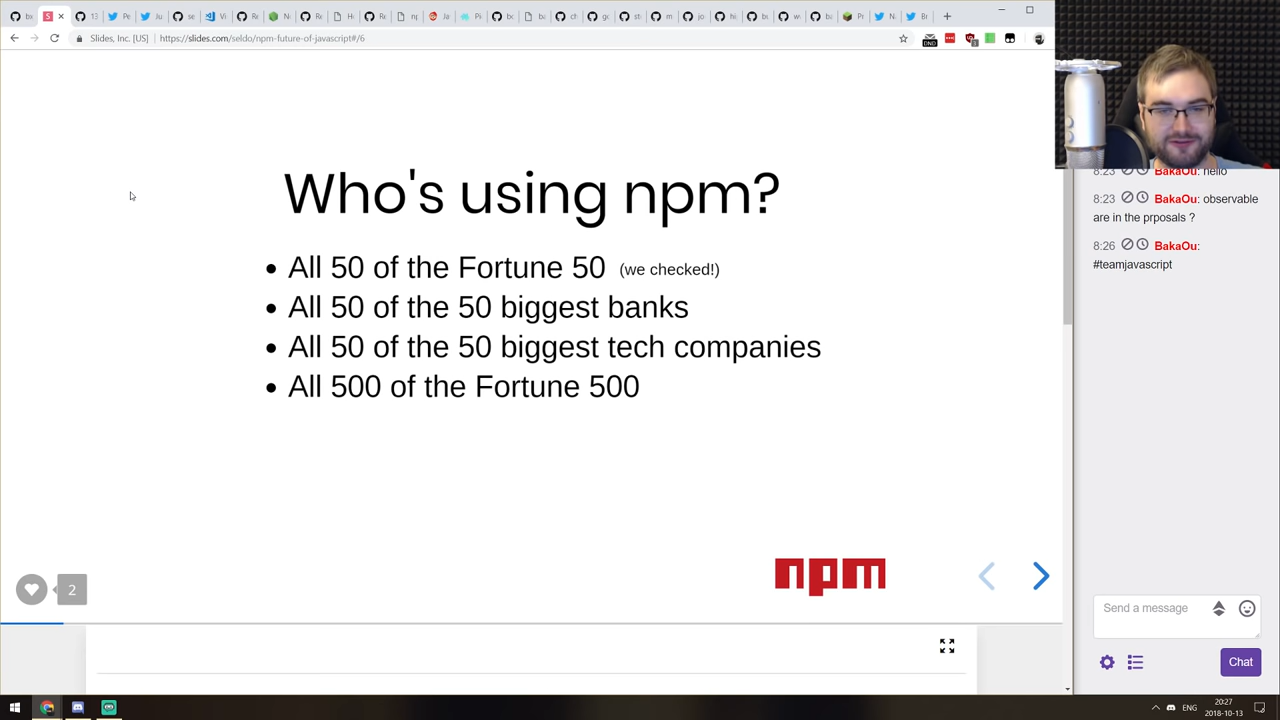 Slides, Inc. [US]
https://slides.com/seldo/npm-future-of-javascript#/6
Who's using npm?
All 50 of the Fortune 50 (we checked!)
All 50 of the 50 biggest banks
All 50 of the 50 biggest tech companies
All 500 of the Fortune 500
npm
2
8:23 BakaOu: hello
8:23 BakaOu: observable
are in the prposals ?
8:26 BakaOu:
#teamjavascript
Send a message
Chat
ENG
20:27
2018-10-13